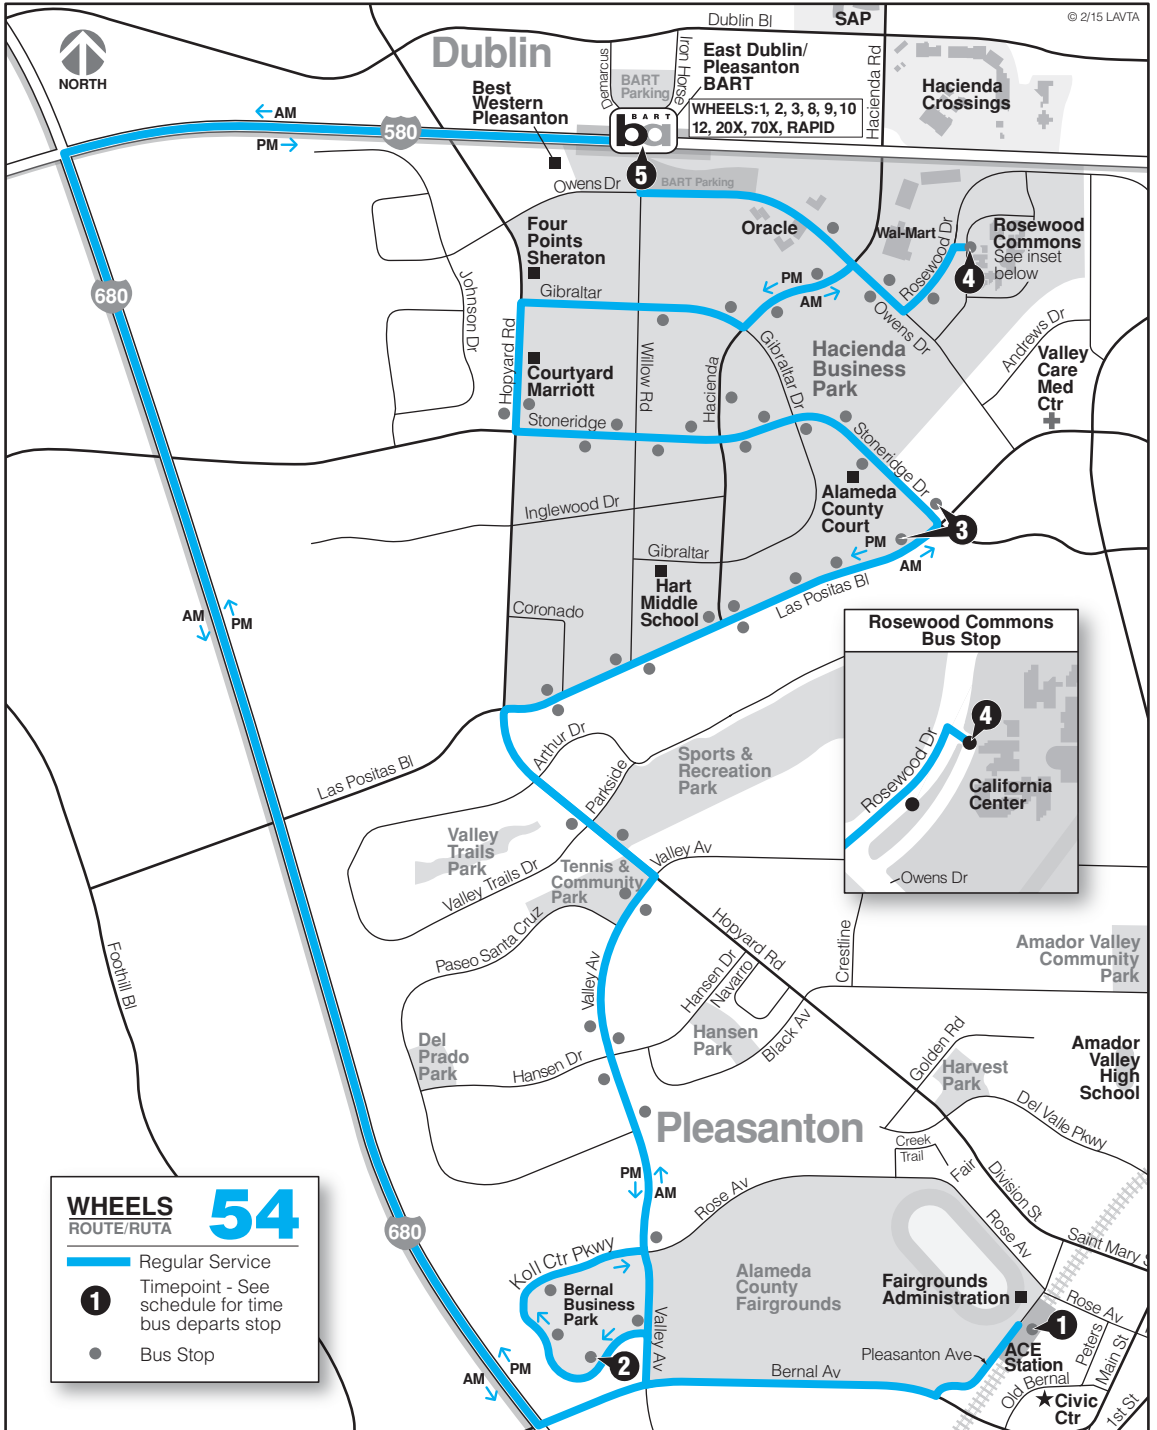 Dublin Bl
SAP
© 2/15 LAVTA
NORTH
Dublin
Demarcus
Iron Horse
BART
Parking
East Dublin/
Pleasanton
BART
Hacienda Rd
Hacienda
Crossings
Best
Western
Pleasanton
WHEELS:1, 2, 3, 8, 9, 10
12, 20X, 70X, RAPID
AM
PM
580
BART
ba
5
BART Parking
Owens Dr
Four
Points
Sheraton
Oracle
Wal-Mart
Rosewood Dr
Rosewood
Commons
See inset
below
4
680
Johnson Dr
Gibraltar
PM
AM
Owens Dr
Hopyard Rd
Courtyard
Marriott
Willow Rd
Hacienda
Gibraltar Dr
Hacienda
Business
Park
Andrews Dr
Valley
Care
Med
Ctr
Stoneridge
Stoneridge Dr
Inglewood Dr
Alameda
County
Court
3
PM
AM
Gibraltar
Hart
Middle
School
Las Positas Bl
Coronado
AM
PM
Rosewood Commons
Bus Stop
4
Rosewood Dr
California
Center
Owens Dr
Arthur Dr
Las Positas Bl
Parkside
Sports &
Recreation
Park
Valley
Trails
Park
Valley Trails Dr
Tennis &
Community
Park
Valley Av
Paseo Santa Cruz
Hopyard Rd
Crestline
Foothill Bl
Valley Av
Hansen Dr
Navarro
Amador Valley
Community
Park
Del
Prado
Park
Hansen Dr
Hansen
Park
Black Av
Golden Rd
Harvest
Park
Amador
Valley
High
School
Pleasanton
Del Valle Pkwy
Creek
Trail
Fair
Division St
PM
AM
Rose Av
Rose Av
Saint Mary S
WHEELS
ROUTE/RUTA
54
Regular Service
1
Timepoint - See
schedule for time
bus departs stop
Bus Stop
680
Koll Ctr Pkwy
Bernal
Business
Park
2
Valley Av
Alameda
County
Fairgrounds
Fairgrounds
Administration
Rose Av
1
ACE
Station
Peters
Main St
Pleasanton Ave
PM
AM
Bernal Av
Old Bernal
Civic
Ctr
1st St